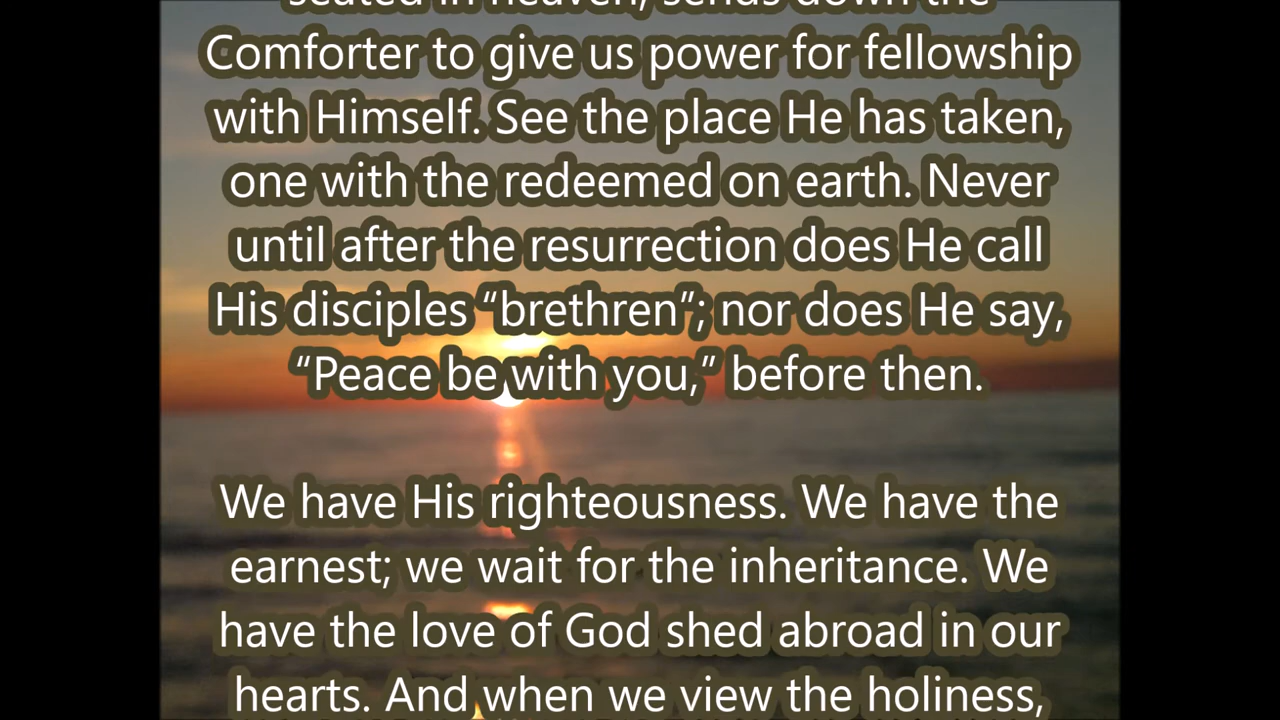 seated in heaven, sends down the
Comforter to give us power for fellowship
with Himself. See the place He has taken,
one with the redeemed on earth. Never
until after the resurrection does He call
His disciples “brethren”; nor does He say,
“Peace be with you,” before then.
We have His righteousness. We have the
earnest; we wait for the inheritance. We
have the love of God shed abroad in our
hearts. And when we view the holiness,